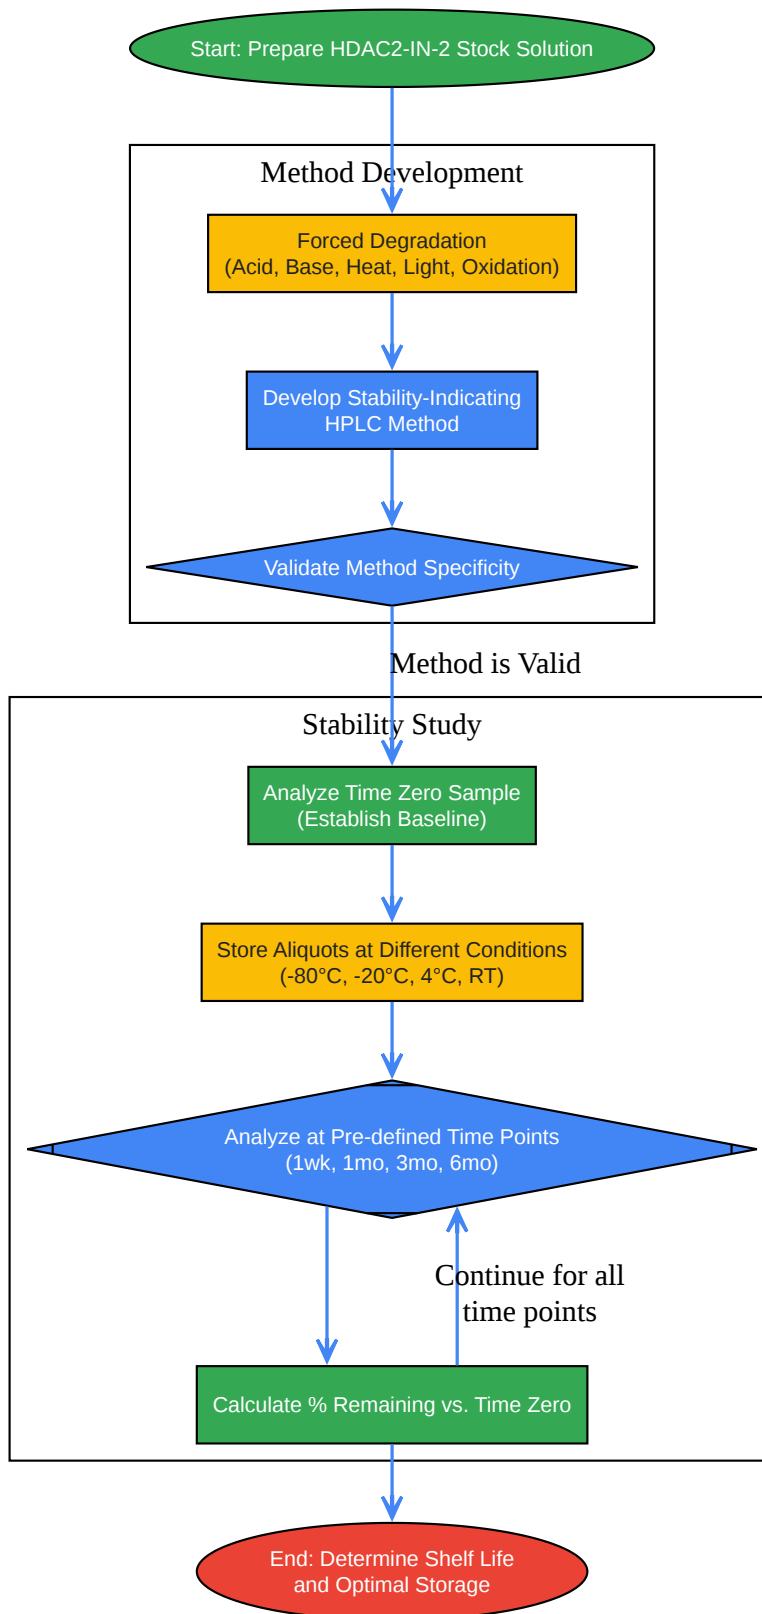 Start: Prepare HDAC2-IN-2 Stock Solution
Method Development
Forced Degradation
(Acid, Base, Heat, Light, Oxidation)
Develop Stability-Indicating
HPLC Method
Validate Method Specificity
Method is Valid
Stability Study
Analyze Time Zero Sample
(Establish Baseline)
Store Aliquots at Different Conditions
(-80°C, -20°C, 4°C, RT)
Analyze at Pre-defined Time Points
(1wk, 1mo, 3mo, 6mo)
Continue for all
time points
Calculate % Remaining vs. Time Zero
End: Determine Shelf Life
and Optimal Storage